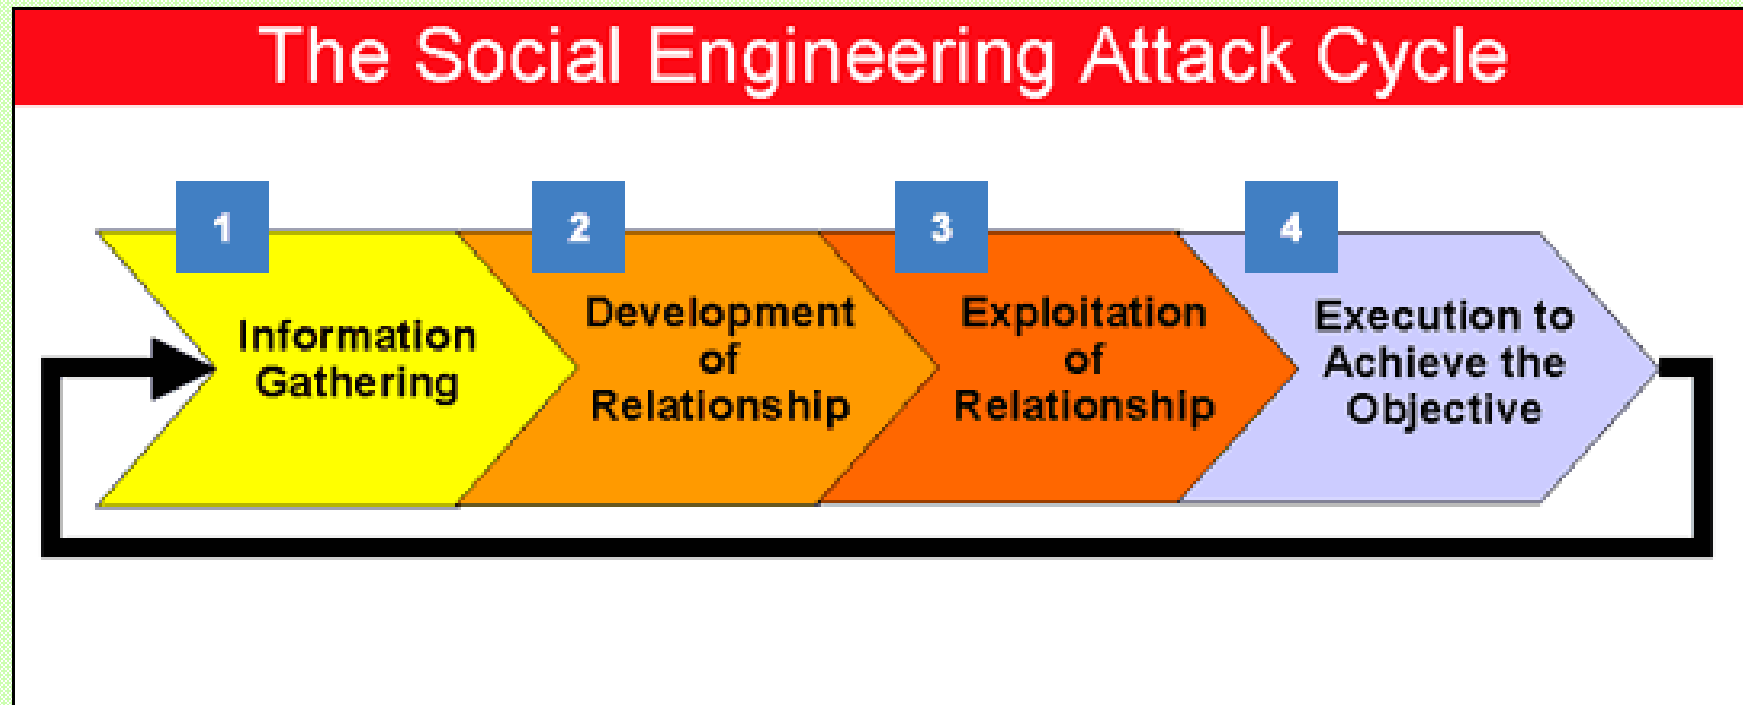 The Social Engineering Attack Cycle
1
Information
Gathering
2
Development
of
Relationship
3
Exploitation
of
Relationship
4
Execution to
Achieve the
Objective